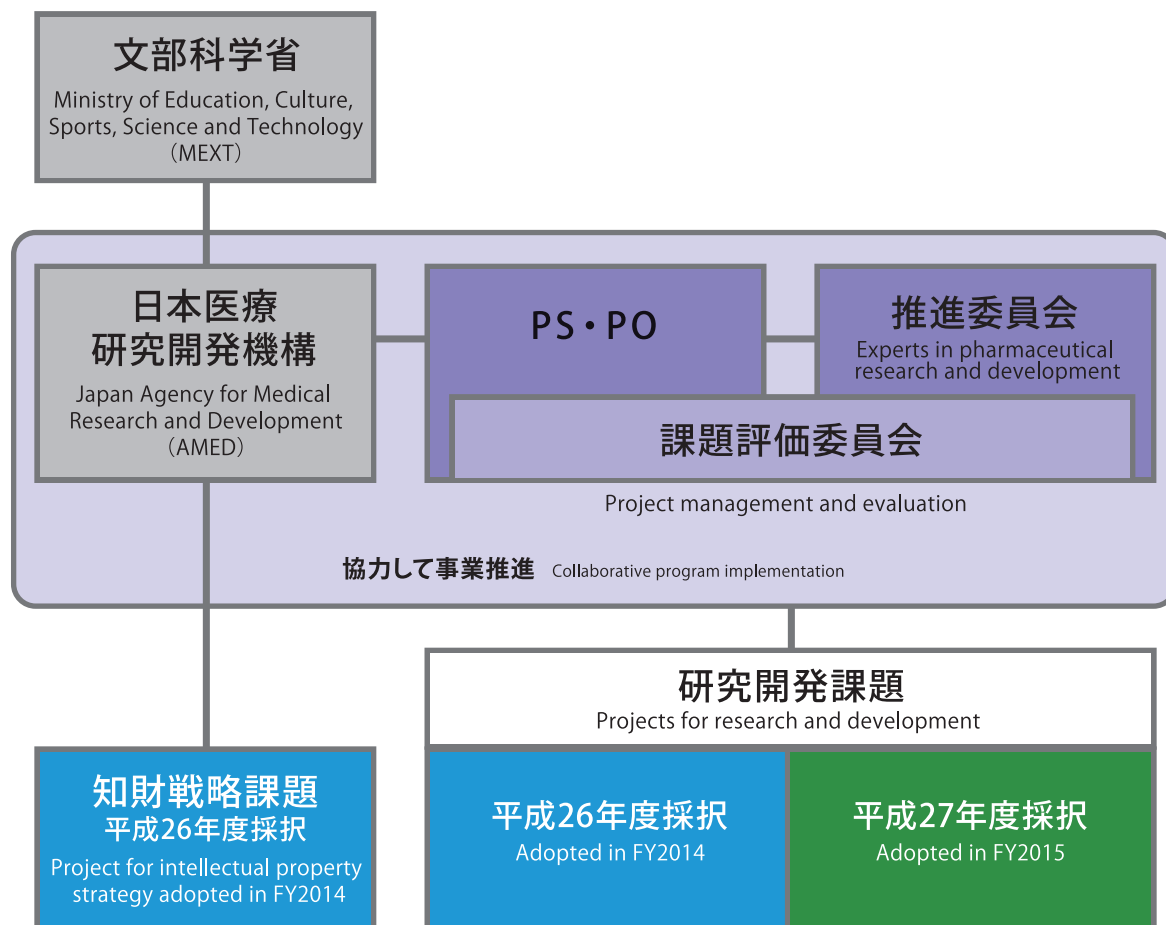 文部科学省
Ministry of Education, Culture,
Sports, Science and Technology
（MEXT）
日本医療
研究開発機構
Japan Agency for Medical
Research and Development
（AMED）
PS・PO
推進委員会
Experts in pharmaceutical
research and development
課題評価委員会
Project management and evaluation
協力して事業推進 Collaborative program implementation
研究開発課題
Projects for research and development
知財戦略課題
平成26年度採択
Project for intellectual property
strategy adopted in FY2014
平成26年度採択
Adopted in FY2014
平成27年度採択
Adopted in FY2015